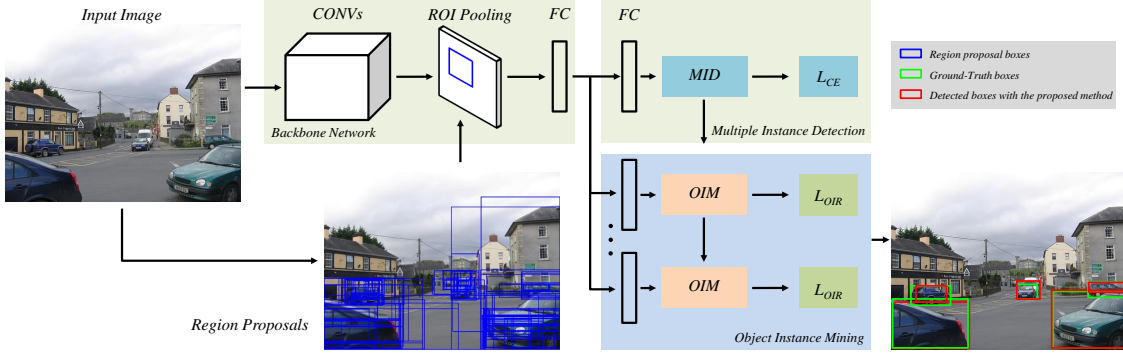 Input Image
CONVs
ROI Pooling
FC
FC
MID
L_CE
Backbone Network
Multiple Instance Detection
Region proposal boxes
Ground-Truth boxes
Detected boxes with the proposed method
OIM
L_OIR
OIM
L_OIR
Region Proposals
Object Instance Mining